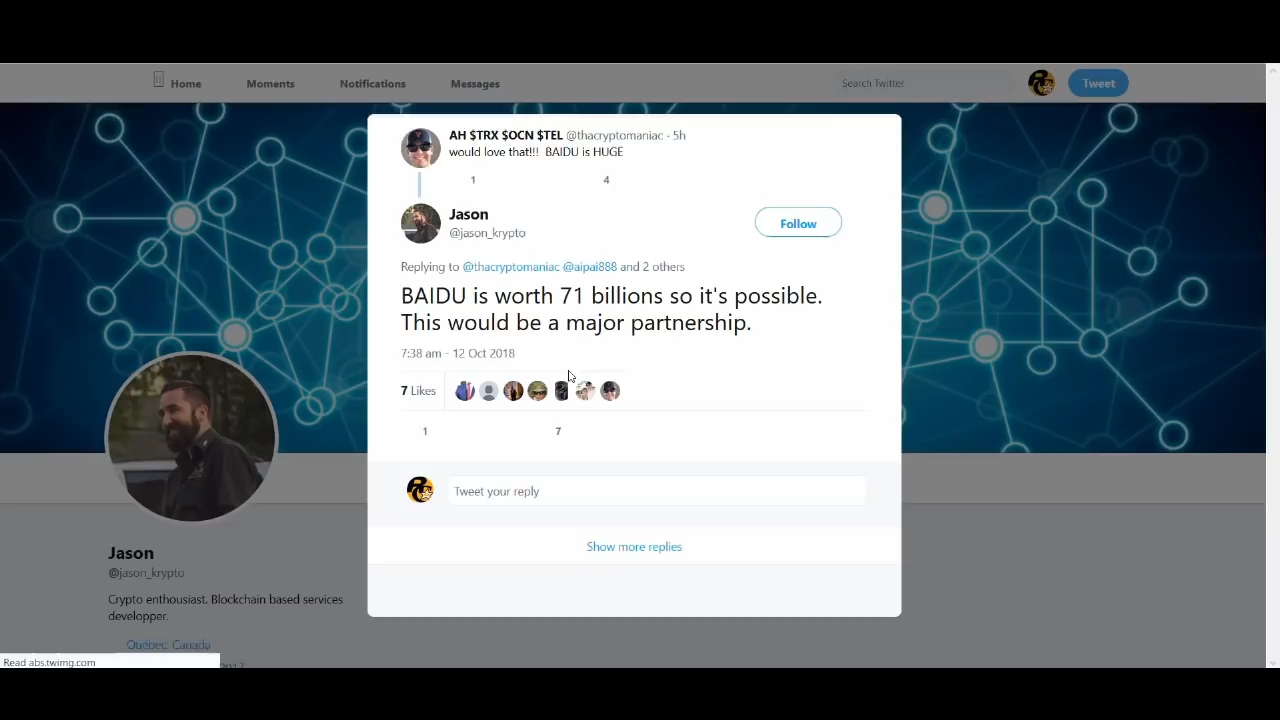 Home Moments Notifications Messages Search Twitter Tweet
AH $TRX $OCN $TEL @thacryptomaniac · 5h
would love that!!! BAIDU is HUGE
1 4
Jason
@jason_krypto
Follow
Replying to @thacryptomaniac @aipai888 and 2 others
BAIDU is worth 71 billions so it's possible.
This would be a major partnership.
7:38 am - 12 Oct 2018
7 Likes
1 7
Tweet your reply
Show more replies
Jason
@jason_krypto
Crypto enthusiast. Blockchain based services
developper.
Québec, Canada
Read abs.twimg.com